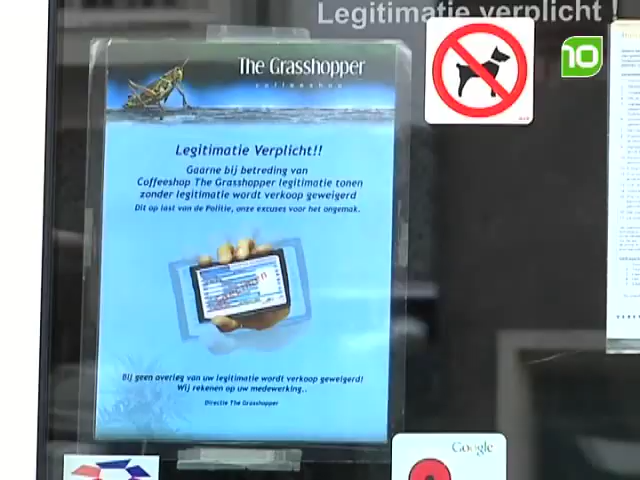 Legitimatie verplicht !
The Grasshopper
coffeeshop
10
Legitimatie Verplicht!!
Gaarne bij betreding van
Coffeeshop The Grasshopper legitimatie tonen
zonder legitimatie wordt verkoop geweigerd
Dit op last van de Politie, onze excuses voor het ongemak.
Bij geen overleg van uw legitimatie wordt verkoop geweigerd!
Wij rekenen op uw medewerking..
Directie The Grasshopper
Google